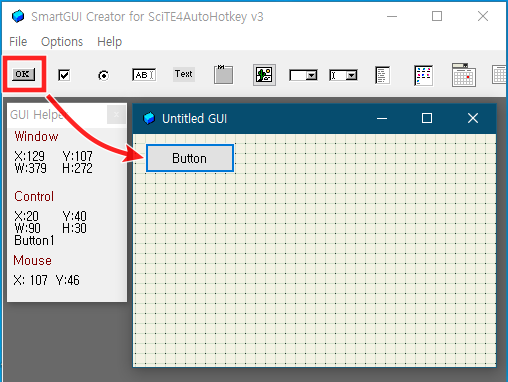 SmartGUI Creator for SciTE4AutoHotkey v3
File Options Help
OK
AB
Text
GUI Helper
Untitled GUI
Window
X:129 Y:107
W:379 H:272
Control
X:20 Y:40
W:90 H:30
Button1
Mouse
X: 107 Y:46
Button